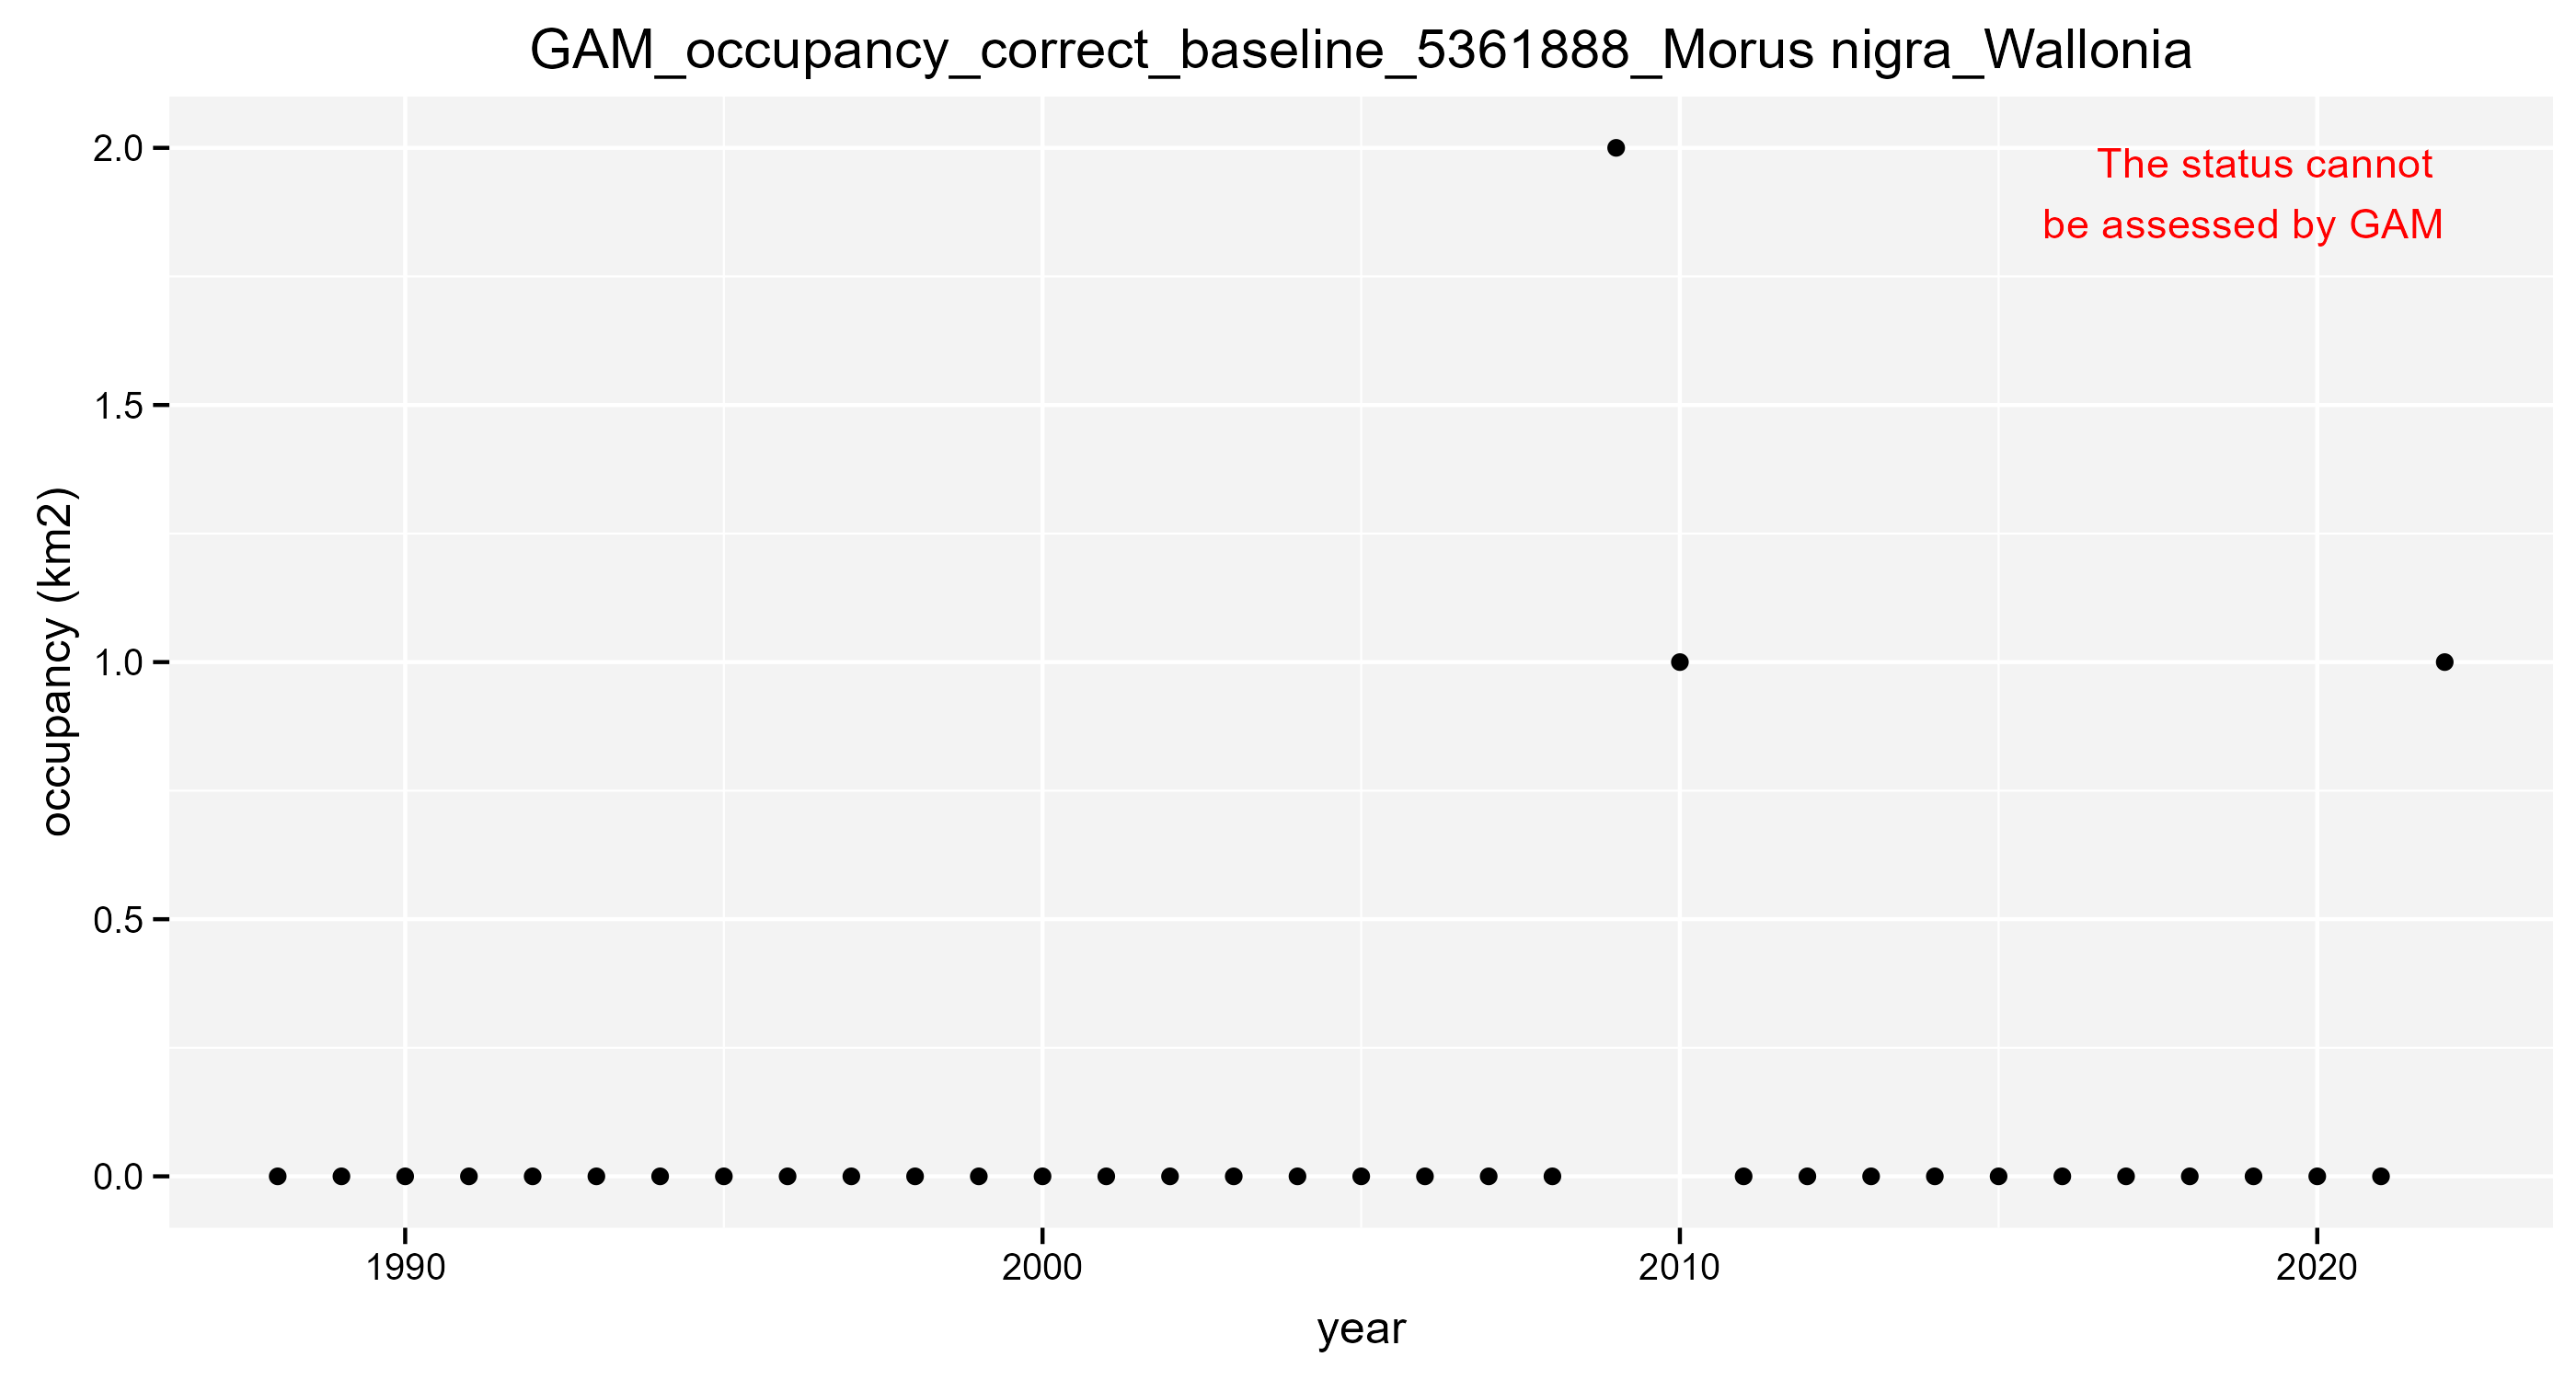 GAM_occupancy_correct_baseline_5361888_Morus nigra_Wallonia
The status cannot
be assessed by GAM
occupancy (km2)
2.0
1.5
1.0
0.5
0.0
1990 2000 2010 2020
year